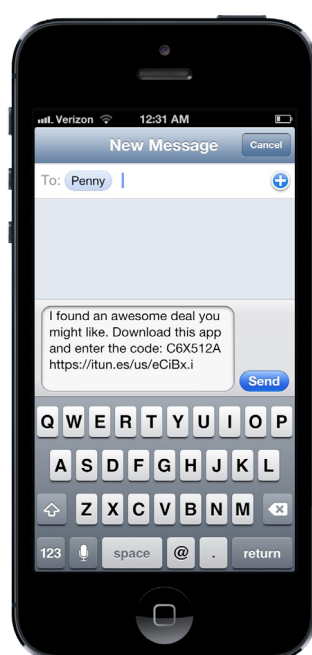 Verizon 12:31 AM
New Message Cancel
To: Penny
I found an awesome deal you
might like. Download this app
and enter the code: C6X512A
https://itun.es/us/eCiBx.i
Send
Q W E R T Y U I O P
A S D F G H J K L
Z X C V B N M
123 space @ . return